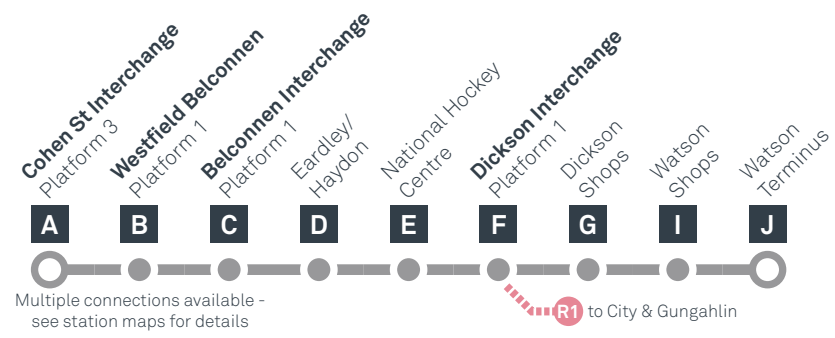 Cohen St Interchange
Platform 3
Westfield Belconnen
Platform 1
Belconnen Interchange
Platform 1
Eardley/
Haydon
National Hockey
Centre
Dickson Interchange
Platform 1
Dickson
Shops
Watson
Shops
Watson
Terminus
A
B
C
D
E
F
G
I
J
Multiple connections available -
see station maps for details
R1 to City & Gungahlin